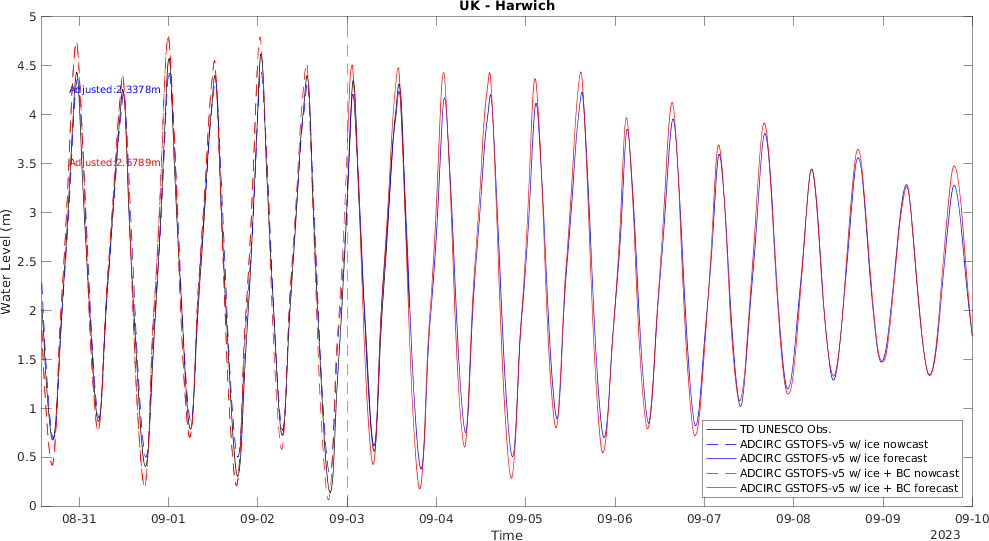 UK - Harwich
5
4.5
4
3.5
3
2.5
2
1.5
1
0.5
0
Water Level (m)
Adjusted:2.3378m
Adjusted:2.6789m
TD UNESCO Obs.
ADCIRC GSTOFS-v5 w/ ice nowcast
ADCIRC GSTOFS-v5 w/ ice forecast
ADCIRC GSTOFS-v5 w/ ice + BC nowcast
ADCIRC GSTOFS-v5 w/ ice + BC forecast
08-31 09-01 09-02 09-03 09-04 09-05 09-06 09-07 09-08 09-09 09-10
Time
2023